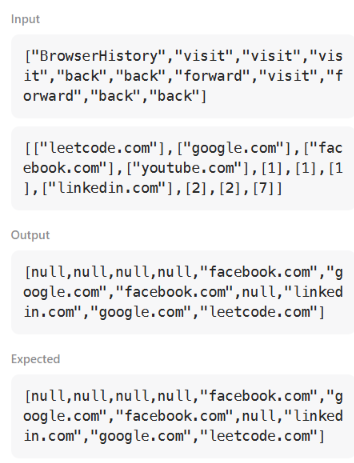 Input
["BrowserHistory","visit","visit","vis
it","back","back","forward","visit","f
orward","back","back"]
[["leetcode.com"],["google.com"],["fac
ebook.com"],["youtube.com"],[1],[1],[1
],["linkedin.com"],[2],[2],[7]]
Output
[null,null,null,null,"facebook.com","g
oogle.com","facebook.com",null,"linked
in.com","google.com","leetcode.com"]
Expected
[null,null,null,null,"facebook.com","g
oogle.com","facebook.com",null,"linked
in.com","google.com","leetcode.com"]